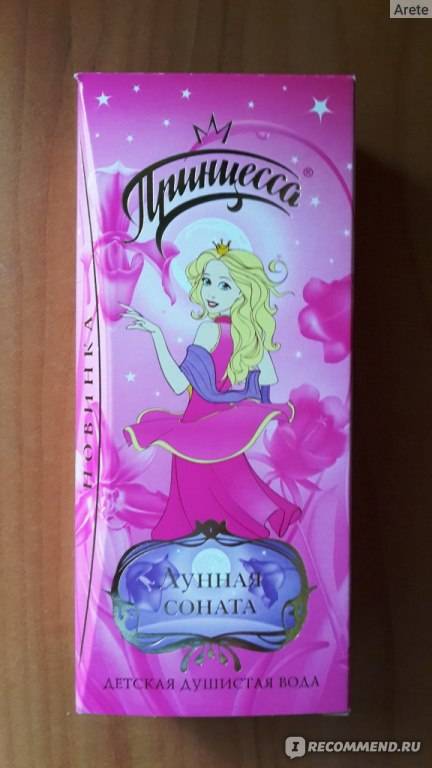 Arete
Принцесса®
НОВИНКА
ЛУННАЯ
СОНАТА
ДЕТСКАЯ ДУШИСТАЯ ВОДА
IRECOMMEND.RU